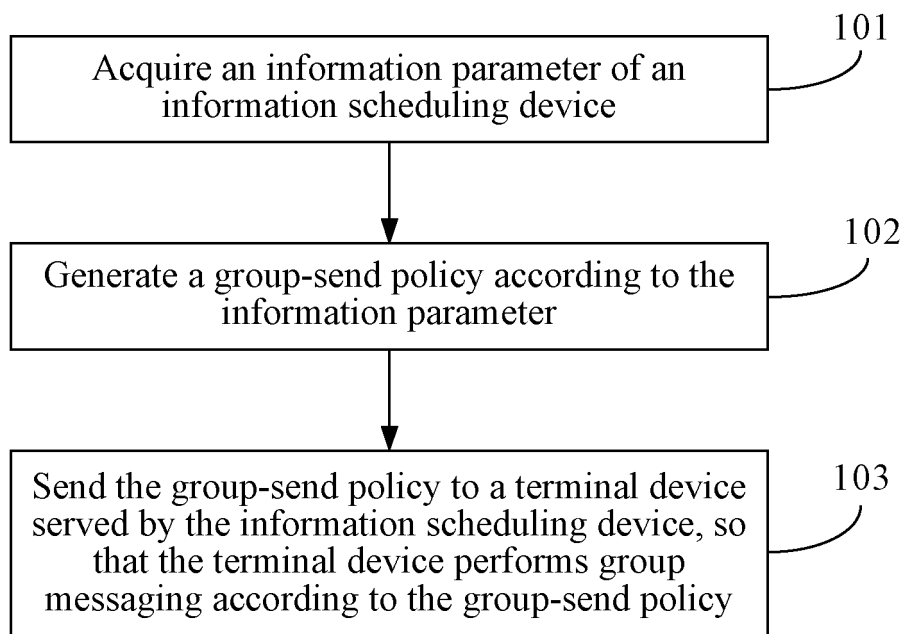 101
Acquire an information parameter of an
information scheduling device
102
Generate a group-send policy according to the
information parameter
103
Send the group-send policy to a terminal device
served by the information scheduling device, so
that the terminal device performs group
messaging according to the group-send policy